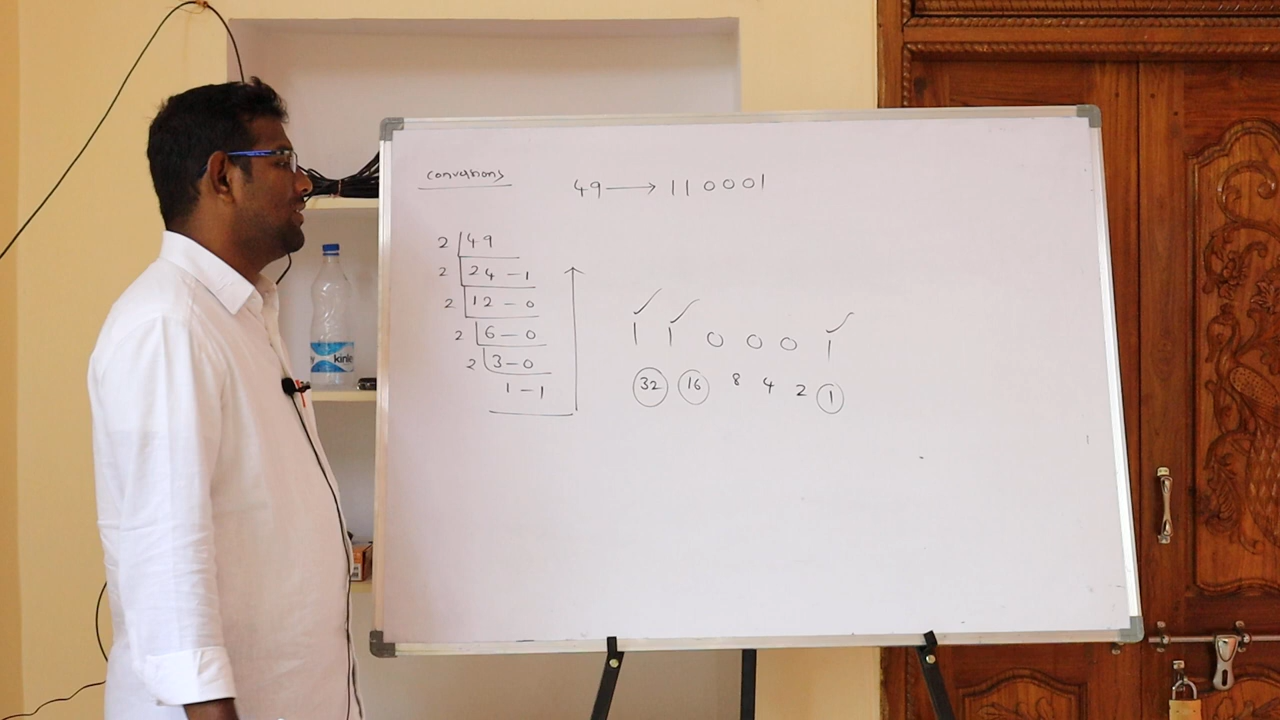 conversions
49 → 110001
2 49
2 24 - 1
2 12 - 0
2 6 - 0
2 3 - 0
1 - 1
1 1 0 0 0 1
32 16 8 4 2 1
kinle